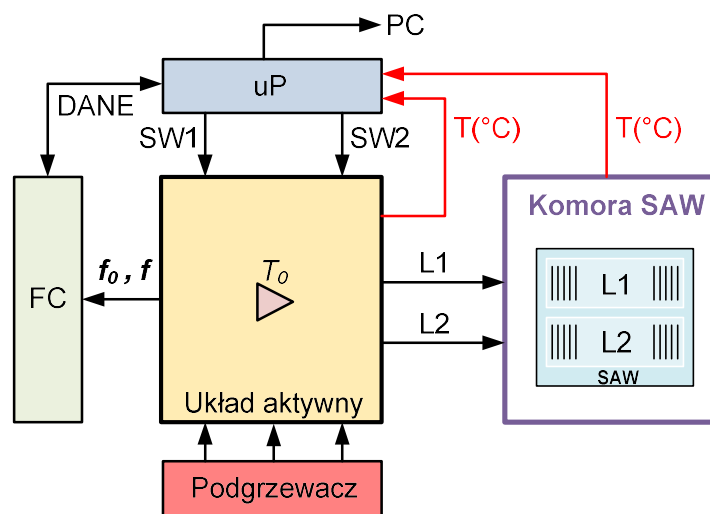 PC
uP
DANE
SW1
SW2
T(°C)
T(°C)
Komora SAW
f0 , f
T0
L1
L1
FC
L2
L2
SAW
Układ aktywny
Podgrzewacz